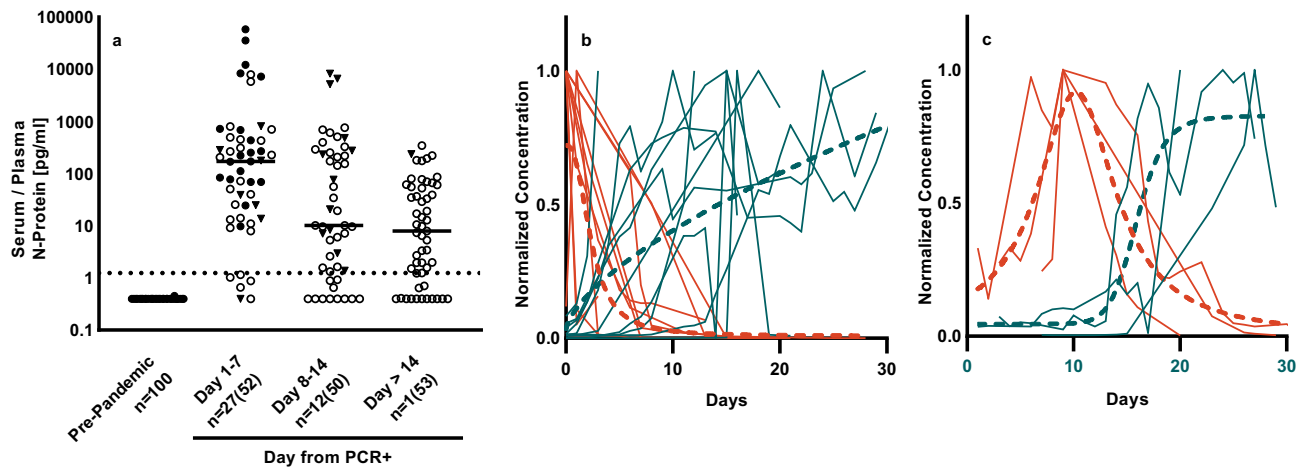 a
Serum / Plasma
N-Protein [pg/ml]
100000
10000
1000
100
10
1
0.1
Pre-Pandemic
n=100
Day 1-7
n=27(52)
Day 8-14
n=12(50)
Day > 14
n=1(53)
Day from PCR+
b
Normalized Concentration
1.0
0.5
0.0
0
10
20
30
Days
c
Normalized Concentration
1.0
0.5
0.0
0
10
20
30
Days